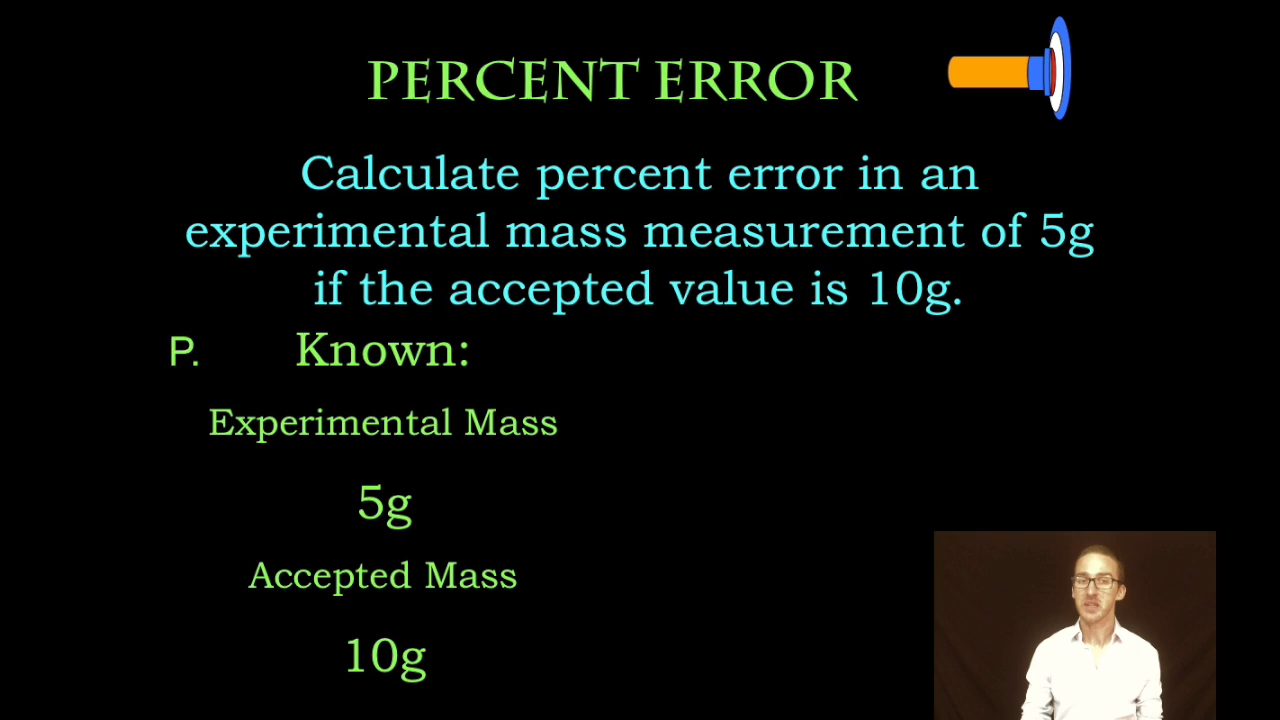 PERCENT ERROR
Calculate percent error in an
experimental mass measurement of 5g
if the accepted value is 10g.
P. Known:
Experimental Mass
5g
Accepted Mass
10g